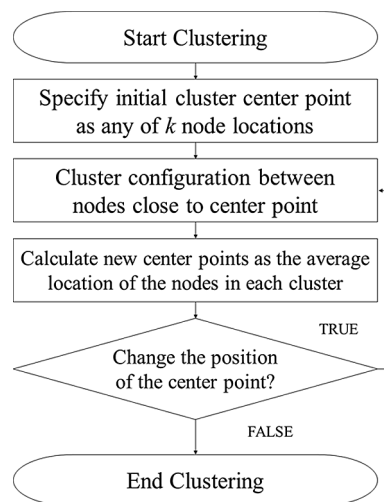 Start Clustering
Specify initial cluster center point
as any of k node locations
Cluster configuration between
nodes close to center point
Calculate new center points as the average
location of the nodes in each cluster
TRUE
Change the position
of the center point?
FALSE
End Clustering